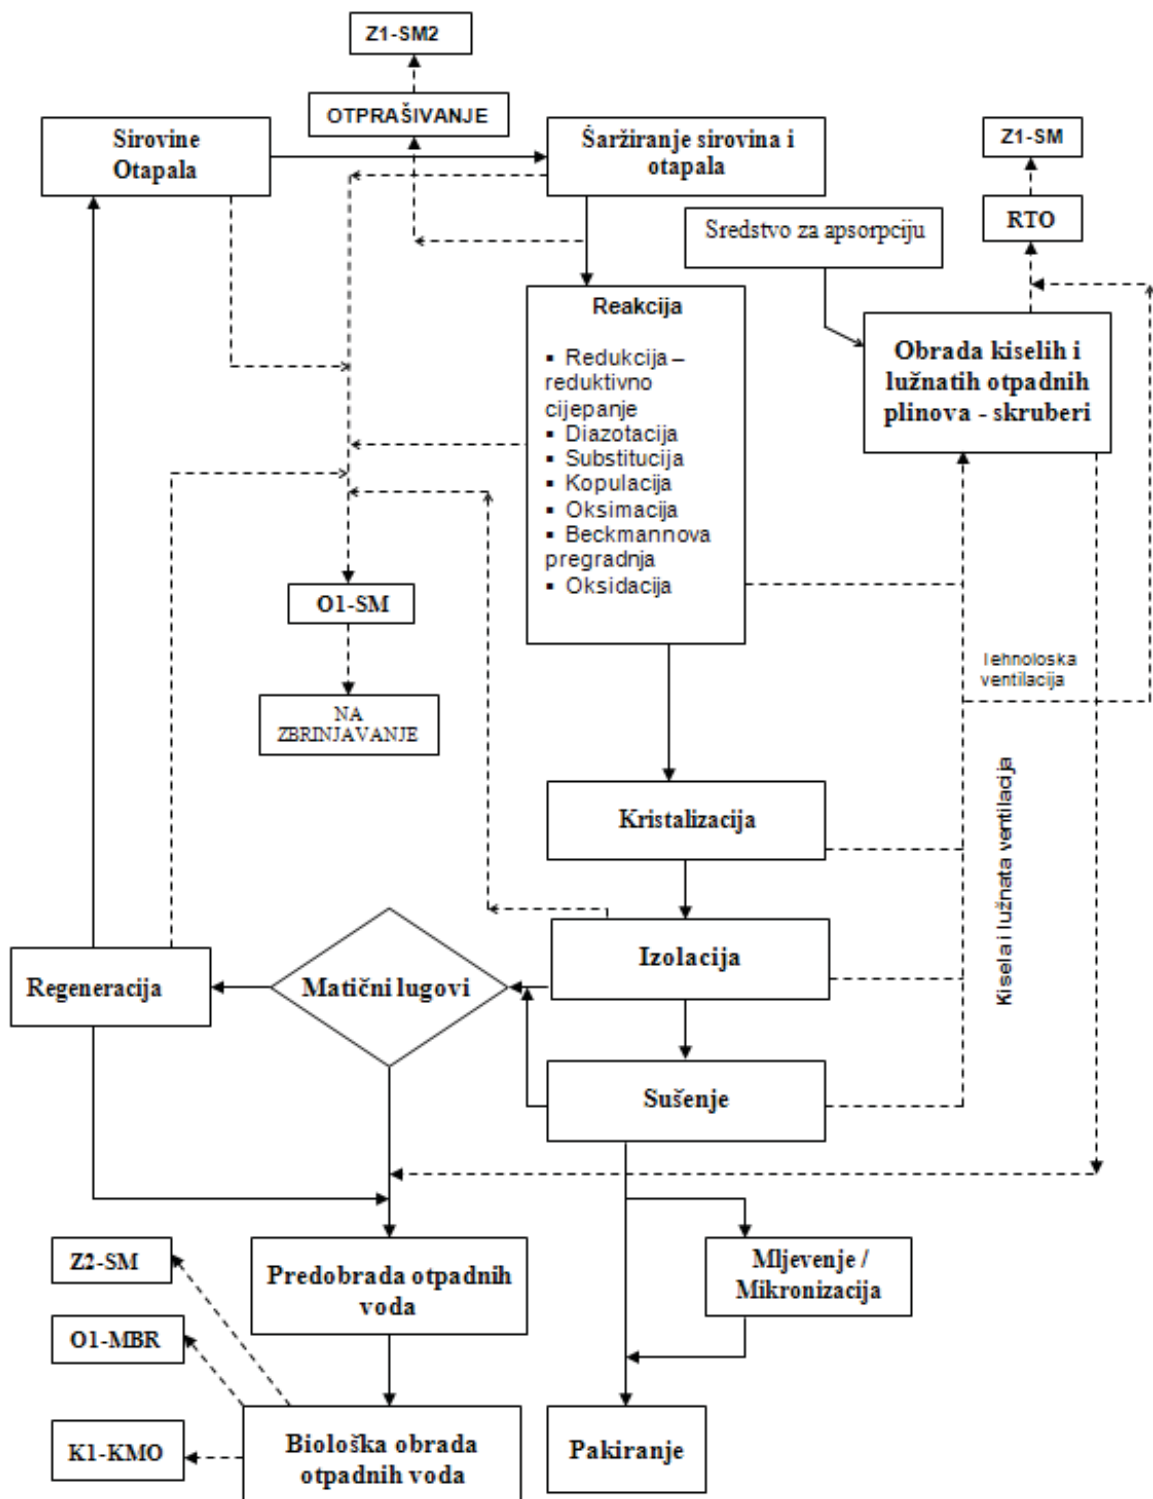 Z1-SM2
OTPRAŠIVANJE
Sirovine
Otapala
Šaržiranje sirovina i
otapala
Z1-SM
RTO
Sredstvo za apsorpciju
Reakcija
▪ Redukcija –
reduktivno
cijepanje
▪ Diazotacija
▪ Substitucija
▪ Kopulacija
▪ Oksimacija
▪ Beckmannova
pregradnja
▪ Oksidacija
Obrada kiselih i
lužnatih otpadnih
plinova - skruberi
O1-SM
NA
ZBRINJAVANJE
Tehnoloska
ventilacija
Kisela i lužnata ventilacija
Kristalizacija
Izolacija
Matični lugovi
Regeneracija
Sušenje
Z2-SM
Predobrada otpadnih
voda
Mljevenje /
Mikronizacija
O1-MBR
K1-KMO
Biološka obrada
otpadnih voda
Pakiranje